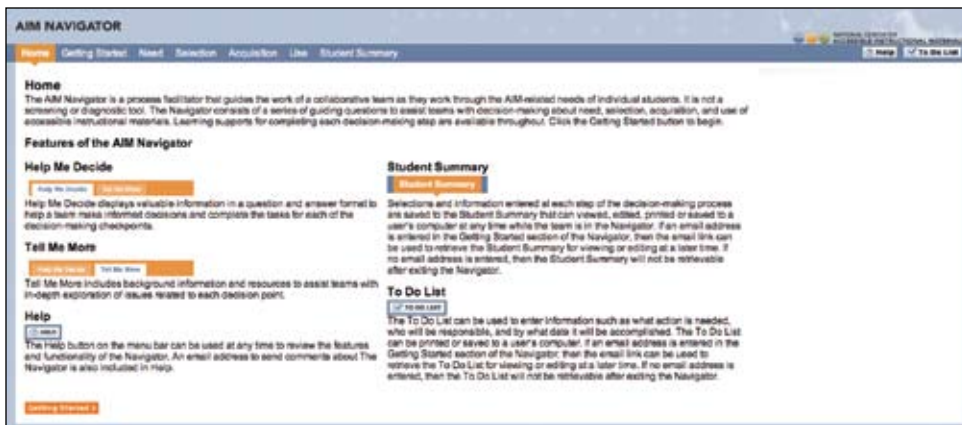 AIM NAVIGATOR
NATIONAL CENTER ON
ACCESSIBLE INSTRUCTIONAL MATERIALS
Home Getting Started Need Selection Acquisition Use Student Summary
Help To Do List
Home
The AIM Navigator is a process facilitator that guides the work of a collaborative team as they work through the AIM-related needs of individual students. It is not a
screening or diagnostic tool. The Navigator consists of a series of guiding questions to assist teams with decision-making about need, selection, acquisition, and use of
accessible instructional materials. Learning supports for completing each decision-making step are available throughout. Click the Getting Started button to begin.
Features of the AIM Navigator
Help Me Decide
Help Me Decide Tell Me More
Help Me Decide displays valuable information in a question and answer format to
help a team make informed decisions and complete the tasks for each of the
decision-making checkpoints.
Tell Me More
Help Me Decide Tell Me More
Tell Me More includes background information and resources to assist teams with
in-depth exploration of issues related to each decision point.
Help
HELP
The Help button on the menu bar can be used at any time to review the features
and functionality of the Navigator. An email address to send comments about The
Navigator is also included in Help.
Getting Started >
Student Summary
Student Summary
Selections and information entered at each step of the decision-making process
are saved to the Student Summary that can viewed, edited, printed or saved to a
user's computer at any time while the team is in the Navigator. If an email address
is entered in the Getting Started section of the Navigator, then the email link can
be used to retrieve the Student Summary for viewing or editing at a later time. If
no email address is entered, then the Student Summary will not be retrievable
after exiting the Navigator.
To Do List
TO DO LIST
The To Do List can be used to enter information such as what action is needed,
who will be responsible, and by what date it will be accomplished. The To Do List
can be printed or saved to a user's computer. If an email address is entered in the
Getting Started section of the Navigator, then the email link can be used to
retrieve the To Do List for viewing or editing at a later time. If no email address is
entered, then the To Do List will not be retrievable after exiting the Navigator.